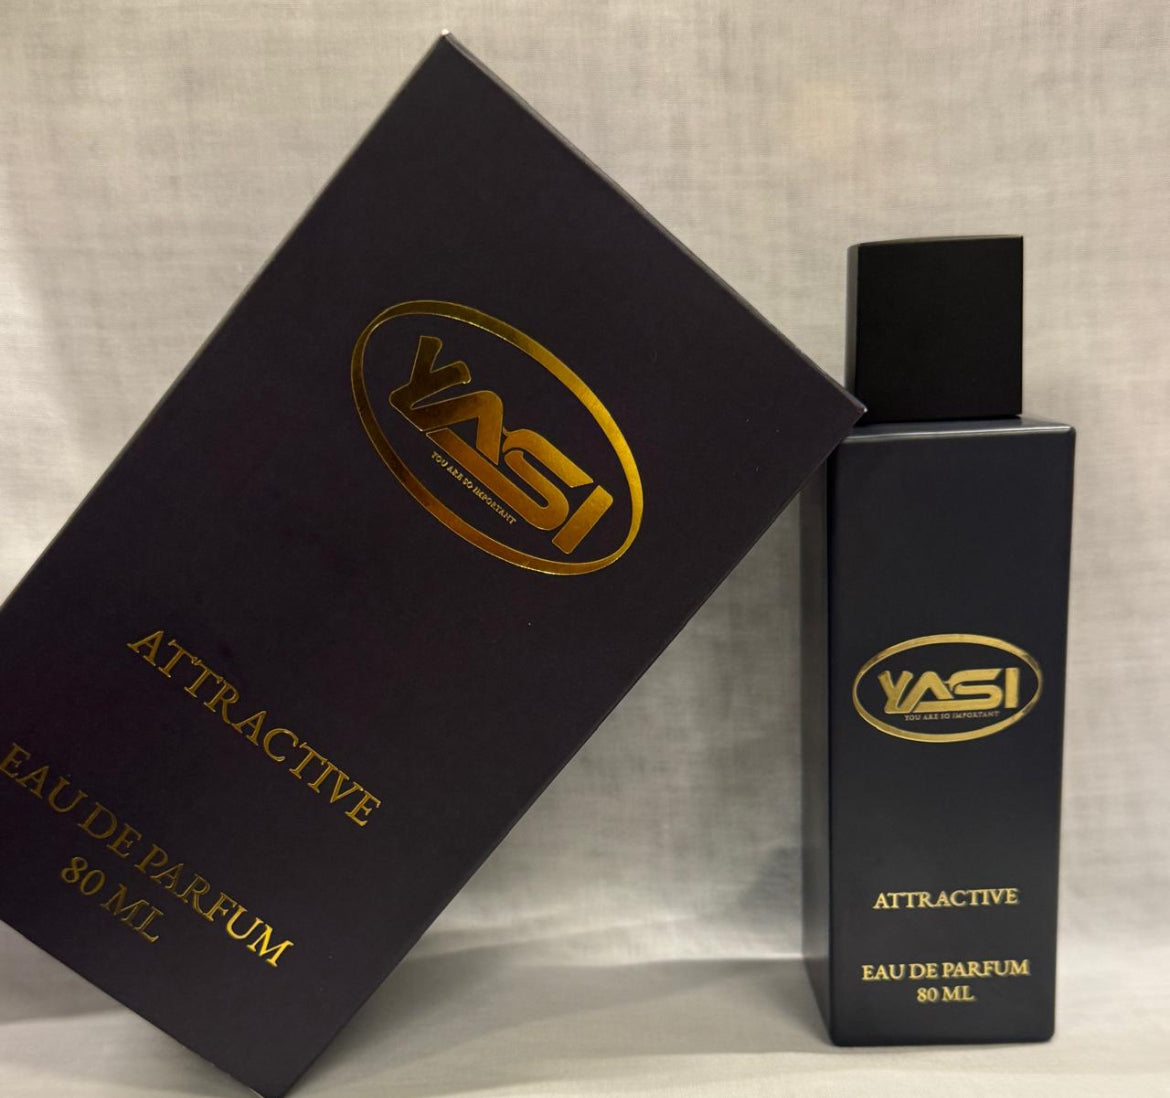 YASI
YOU ARE SO IMPORTANT
ATTRACTIVE
EAU DE PARFUM
80 ML
YASI
YOU ARE SO IMPORTANT
ATTRACTIVE
EAU DE PARFUM
80 ML